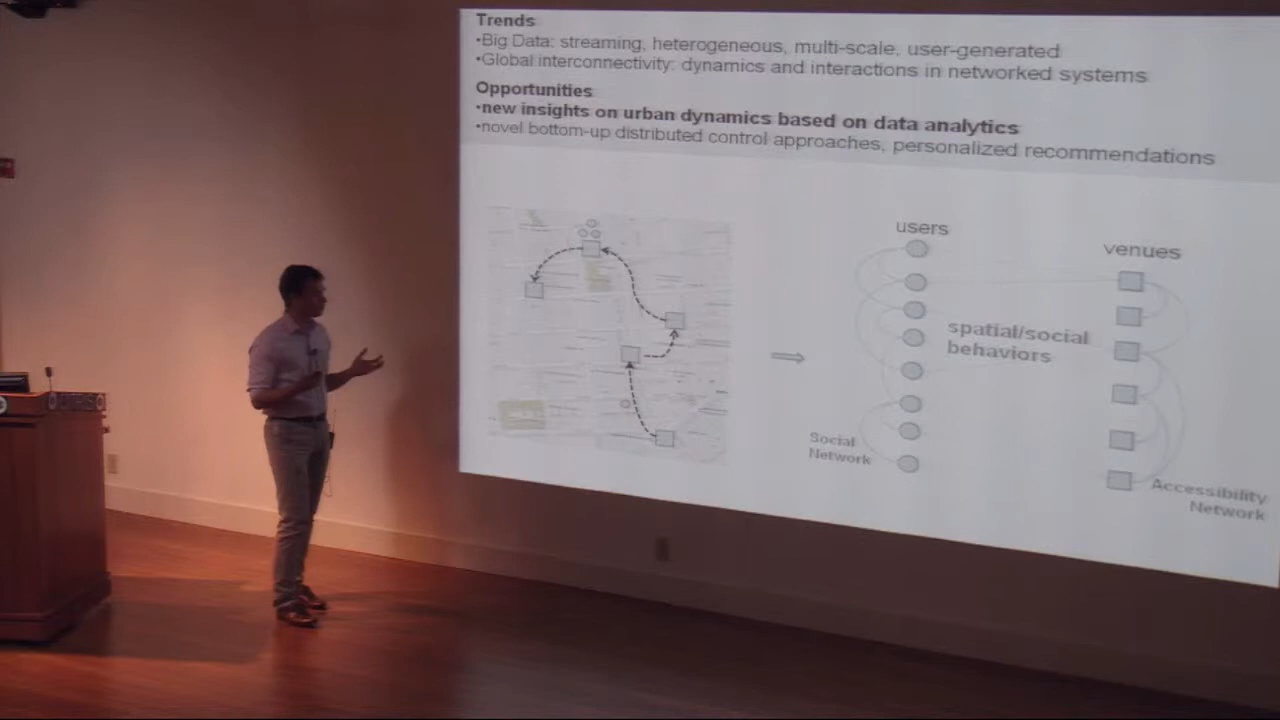 Trends
•Big Data: streaming, heterogeneous, multi-scale, user-generated
•Global interconnectivity: dynamics and interactions in networked systems
Opportunities
•new insights on urban dynamics based on data analytics
•novel bottom-up distributed control approaches, personalized recommendations
users
venues
spatial/social
behaviors
Social
Network
Accessibility
Network